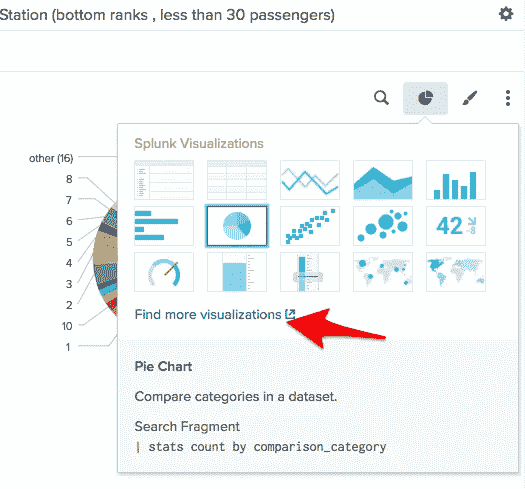 Station (bottom ranks , less than 30 passengers)
Splunk Visualizations
other (16)
8
7
6
5
4
3
2
10
1
42
-8
Find more visualizations
Pie Chart
Compare categories in a dataset.
Search Fragment
| stats count by comparison_category